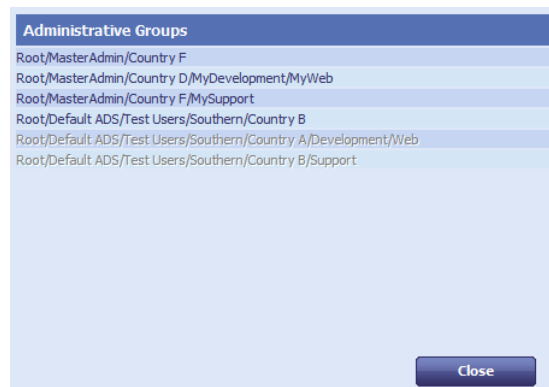 Administrative Groups
Root/MasterAdmin/Country F
Root/MasterAdmin/Country D/MyDevelopment/MyWeb
Root/MasterAdmin/Country F/MySupport
Root/Default ADS/Test Users/Southern/Country B
Root/Default ADS/Test Users/Southern/Country A/Development/Web
Root/Default ADS/Test Users/Southern/Country B/Support
Close